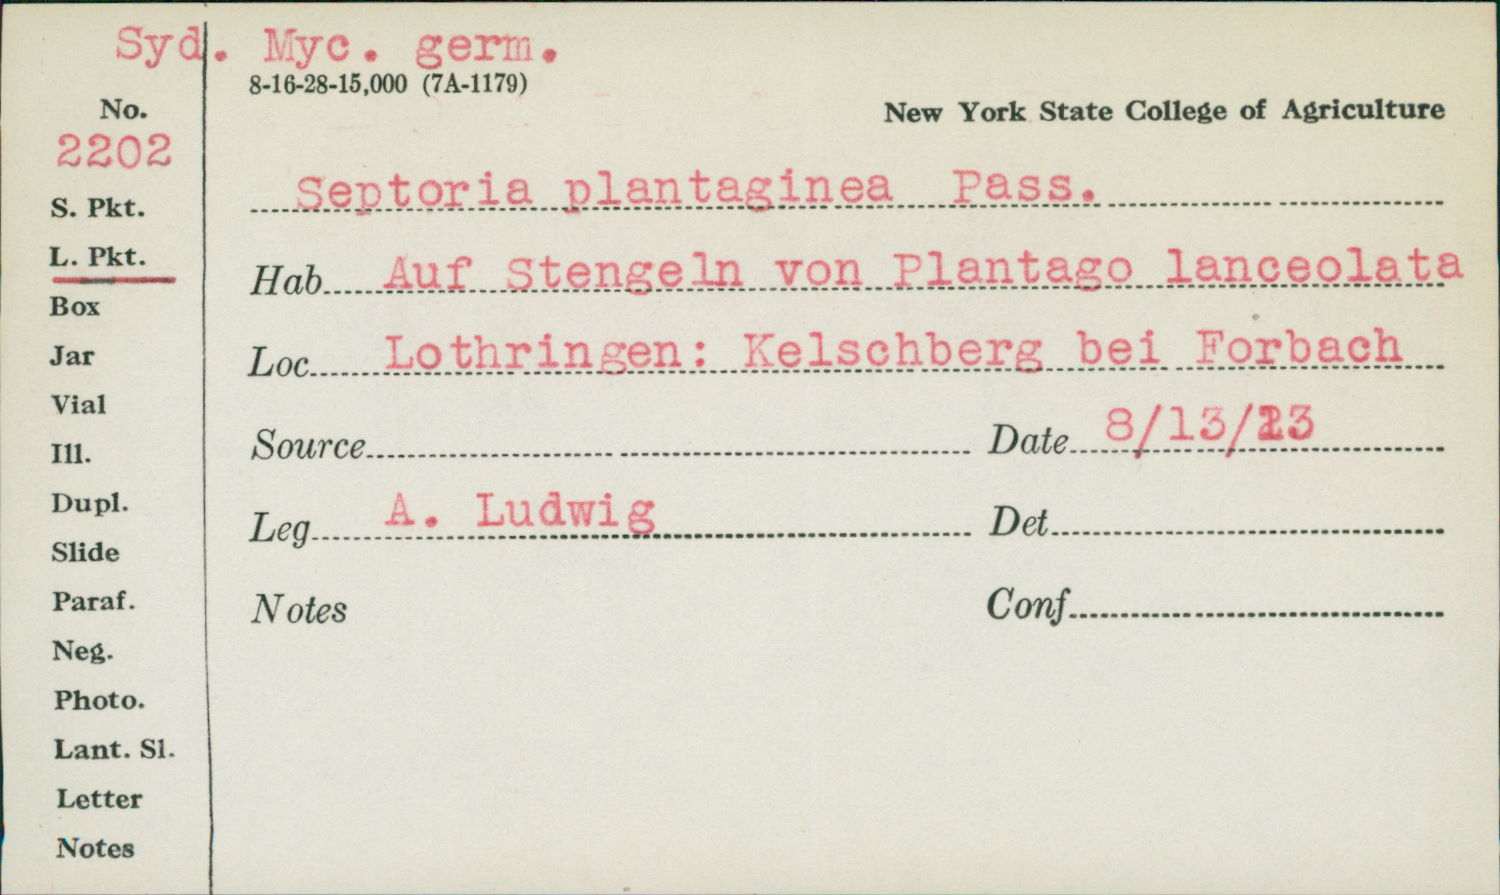 Syd. Myc. germ.
8-16-28-15,000 (7A-1179)
No.
New York State College of Agriculture
2202
Septoria plantaginea Pass.
S. Pkt.
L. Pkt.
Hab Auf Stengeln von Plantago lanceolata
Box
Jar
Loc Lothringen: Kelschberg bei Forbach
Vial
Ill.
Source Date 8/13/
Dupl.
Leg A. Ludwig Det
Slide
Paraf.
Notes Conf
Neg.
Photo.
Lant. Sl.
Letter
Notes